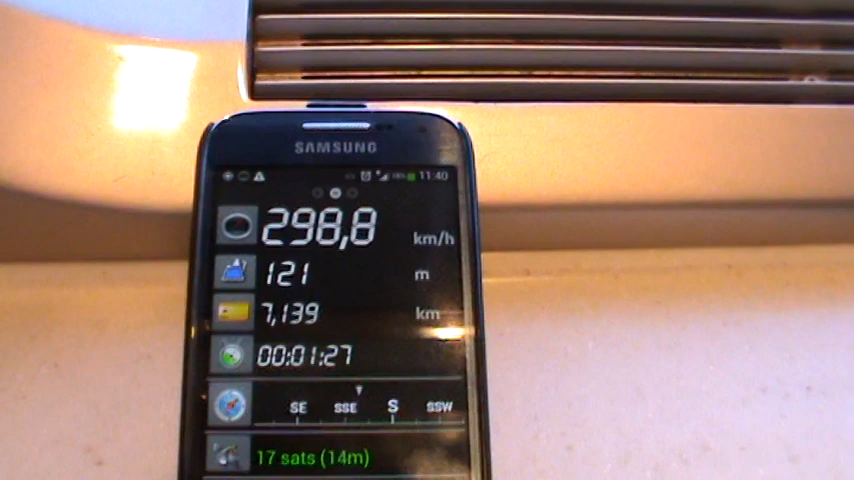 SAMSUNG
11:40
298,8 km/h
121 m
7,139 km
00:01:27
SE SSE S SSW
17 sats (14m)